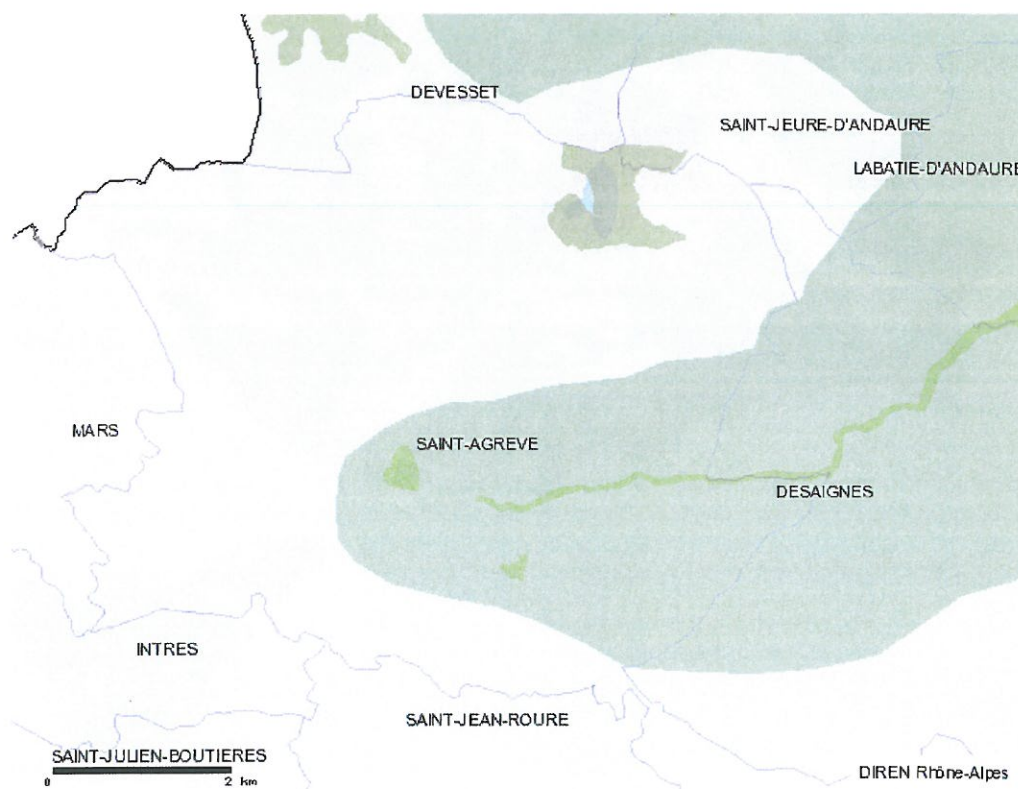 DEVESSET
SAINT-JEURE-D'ANDAURE
LABATIE-D'ANDAURE
MARS
SAINT-AGREVE
DESAIGNES
INTRES
SAINT-JEAN-ROURE
SAINT-JULIEN-BOUTIERES
0 2 km
DIREN Rhône-Alpes